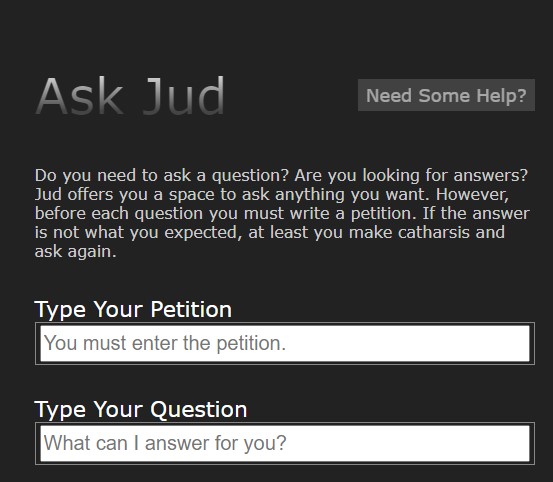 Ask Jud
Need Some Help?
Do you need to ask a question? Are you looking for answers?
Jud offers you a space to ask anything you want. However,
before each question you must write a petition. If the answer
is not what you expected, at least you make catharsis and
ask again.
Type Your Petition
You must enter the petition.
Type Your Question
What can I answer for you?